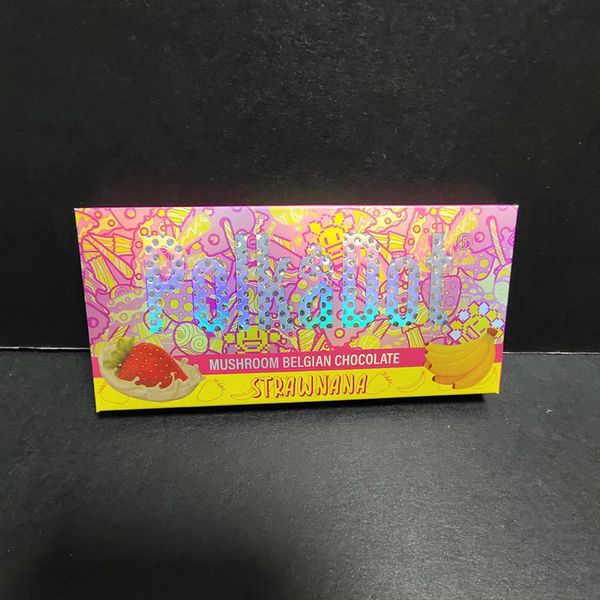 PolkaDot®
MUSHROOM BELGIAN CHOCOLATE
STRAWNANA